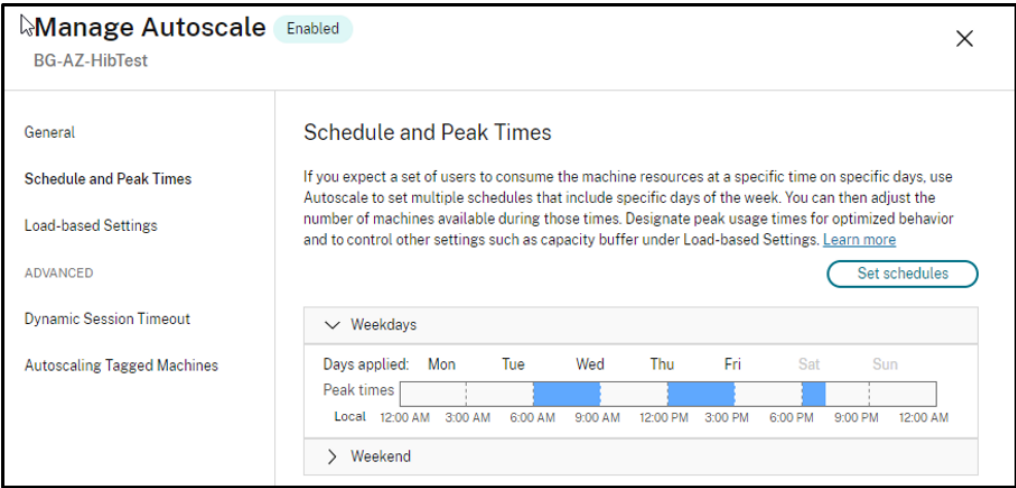 Manage Autoscale Enabled
BG-AZ-HibTest
General
Schedule and Peak Times
Load-based Settings
ADVANCED
Dynamic Session Timeout
Autoscaling Tagged Machines
Schedule and Peak Times
If you expect a set of users to consume the machine resources at a specific time on specific days, use
Autoscale to set multiple schedules that include specific days of the week. You can then adjust the
number of machines available during those times. Designate peak usage times for optimized behavior
and to control other settings such as capacity buffer under Load-based Settings. Learn more
Set schedules
Weekdays
Days applied: Mon Tue Wed Thu Fri Sat Sun
Peak times
Local 12:00 AM 3:00 AM 6:00 AM 9:00 AM 12:00 PM 3:00 PM 6:00 PM 9:00 PM 12:00 AM
Weekend